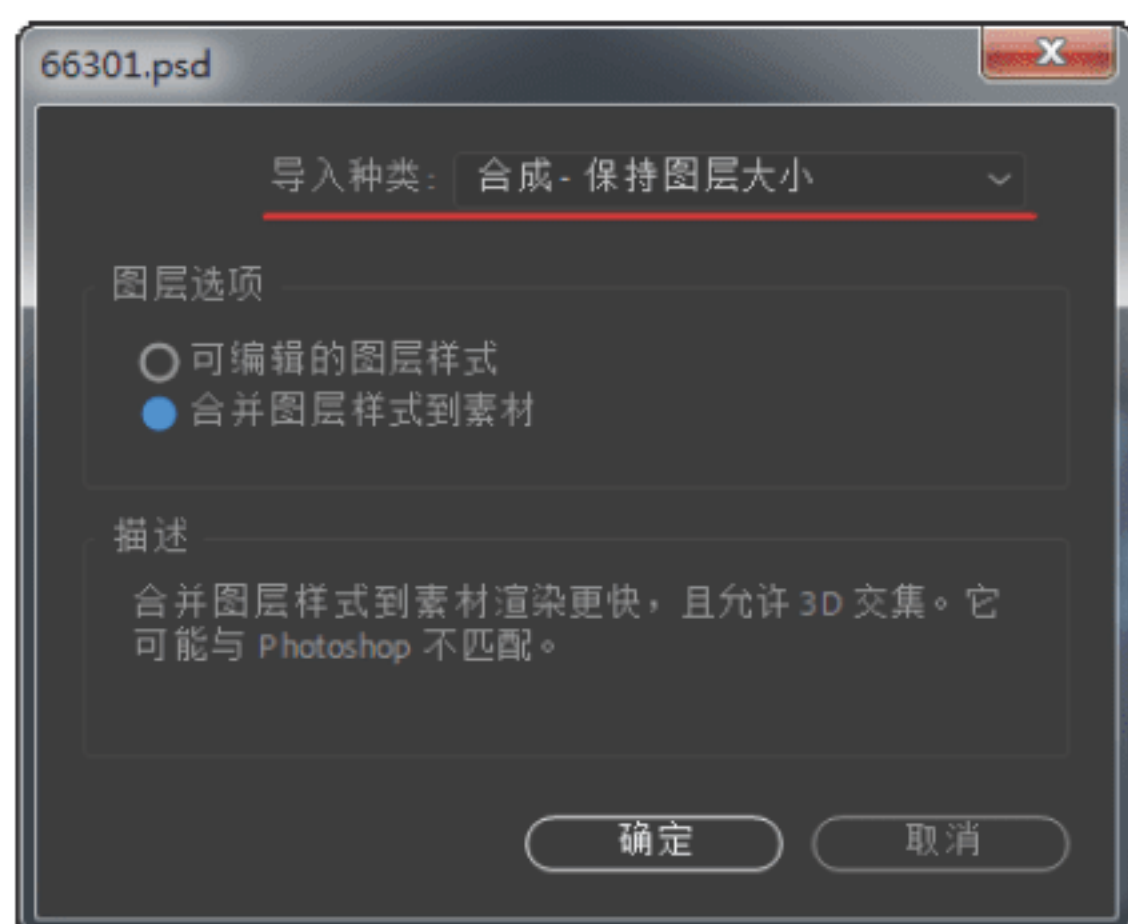 66301.psd
导入种类: 合成 - 保持图层大小
图层选项
可编辑的图层样式
合并图层样式到素材
描述
合并图层样式到素材渲染更快，且允许 3D 交集。它
可能与 Photoshop 不匹配。
确定 取消